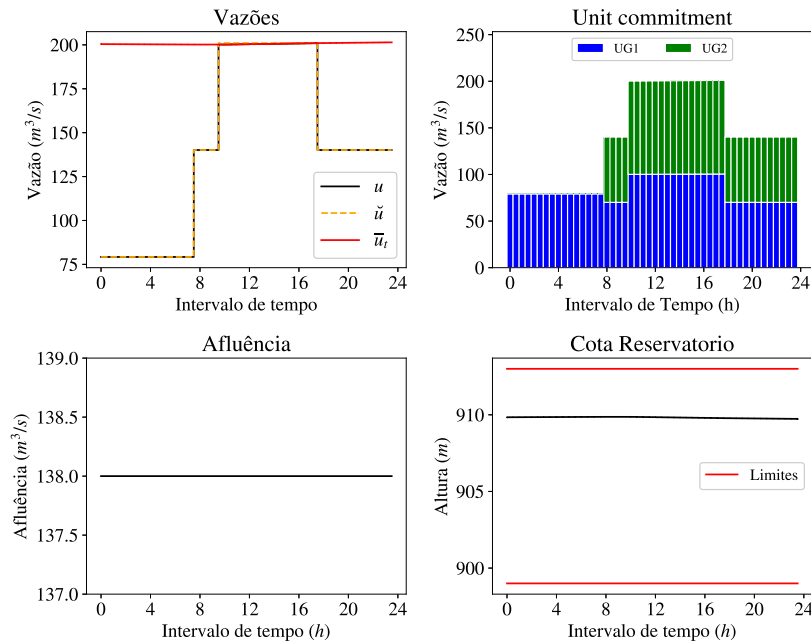 Vazões
Vazão (m³/s)
200
175
150
125
100
75
u
ŭ
u̅ₜ
0 4 8 12 16 20 24
Intervalo de tempo
Unit commitment
Vazão (m³/s)
250
200
150
100
50
0
UG1 UG2
0 4 8 12 16 20 24
Intervalo de Tempo (h)
Afluência
Afluência (m³/s)
139.0
138.5
138.0
137.5
137.0
0 4 8 12 16 20 24
Intervalo de tempo (h)
Cota Reservatorio
Altura (m)
910
905
900
Limites
0 4 8 12 16 20 24
Intervalo de tempo (h)